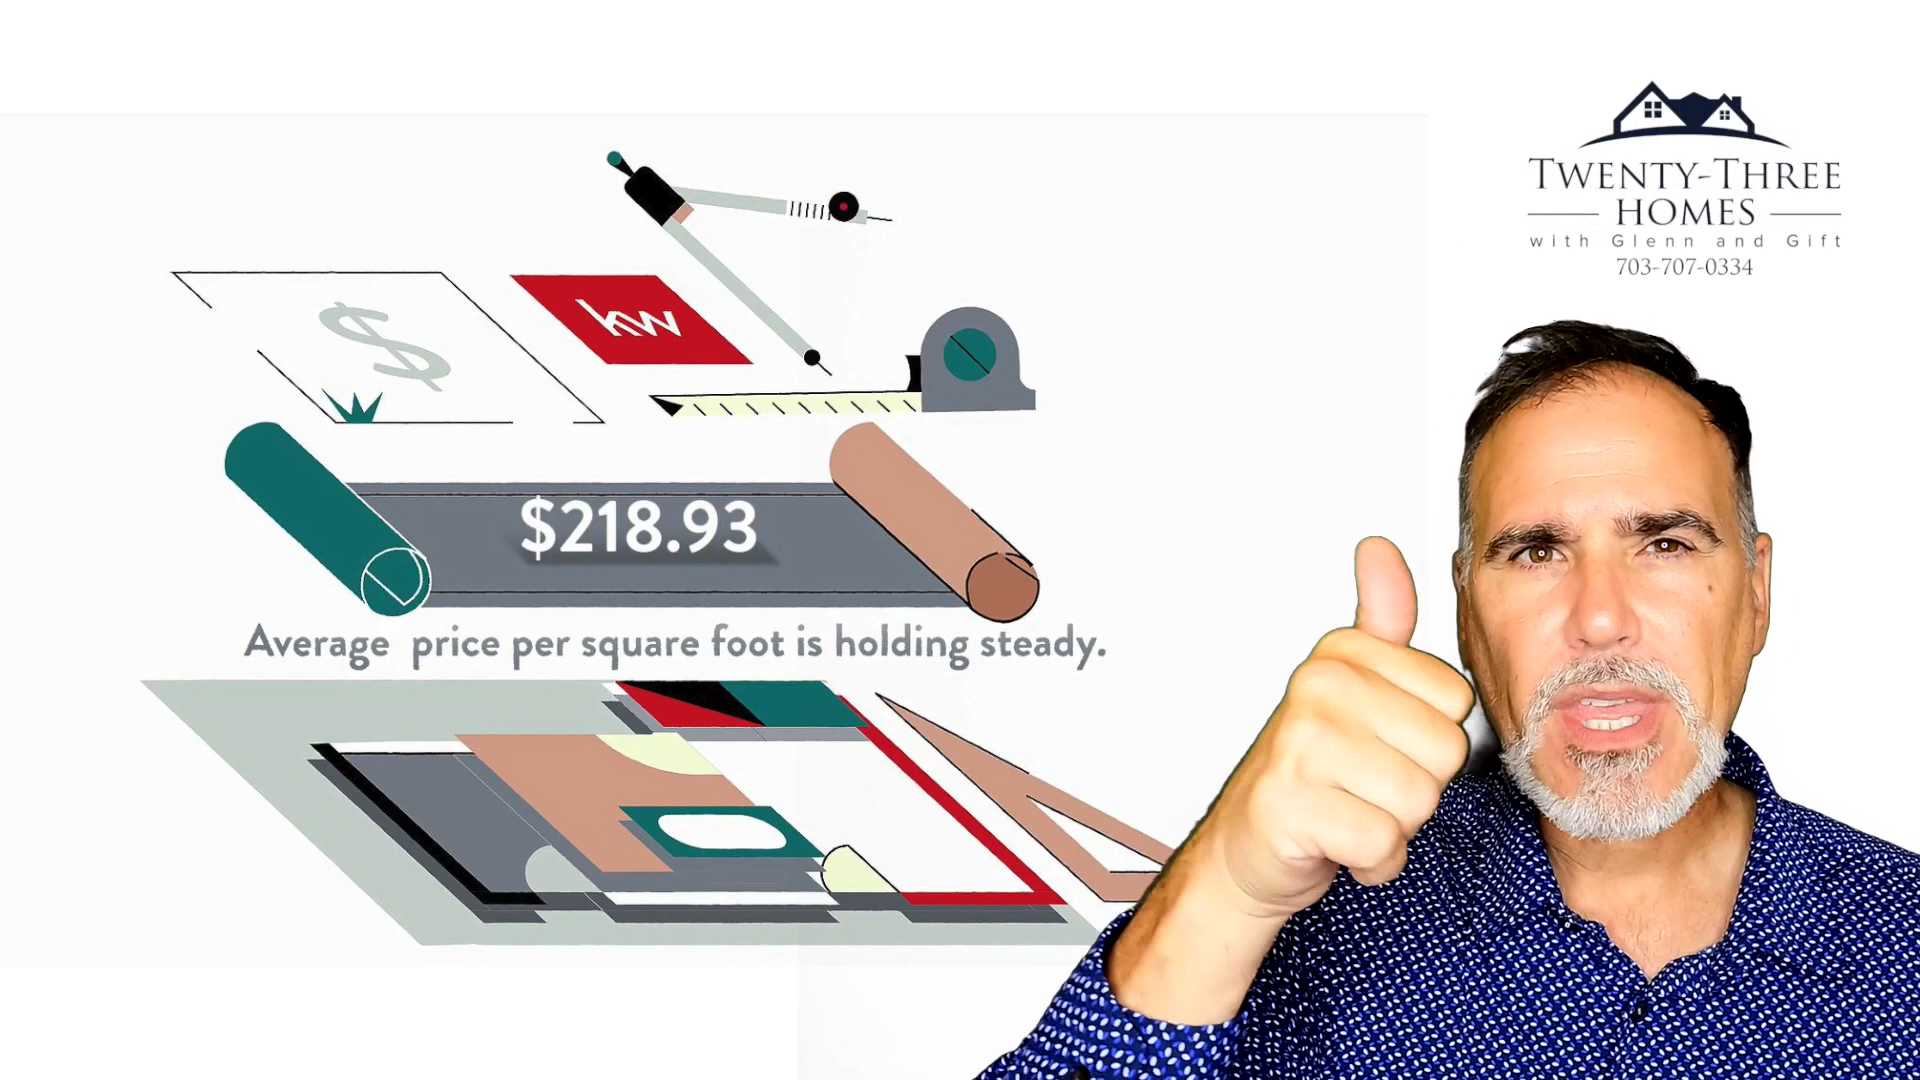 TWENTY-THREE
HOMES
with Glenn and Gift
703-707-0334
$
kw
$218.93
Average price per square foot is holding steady.